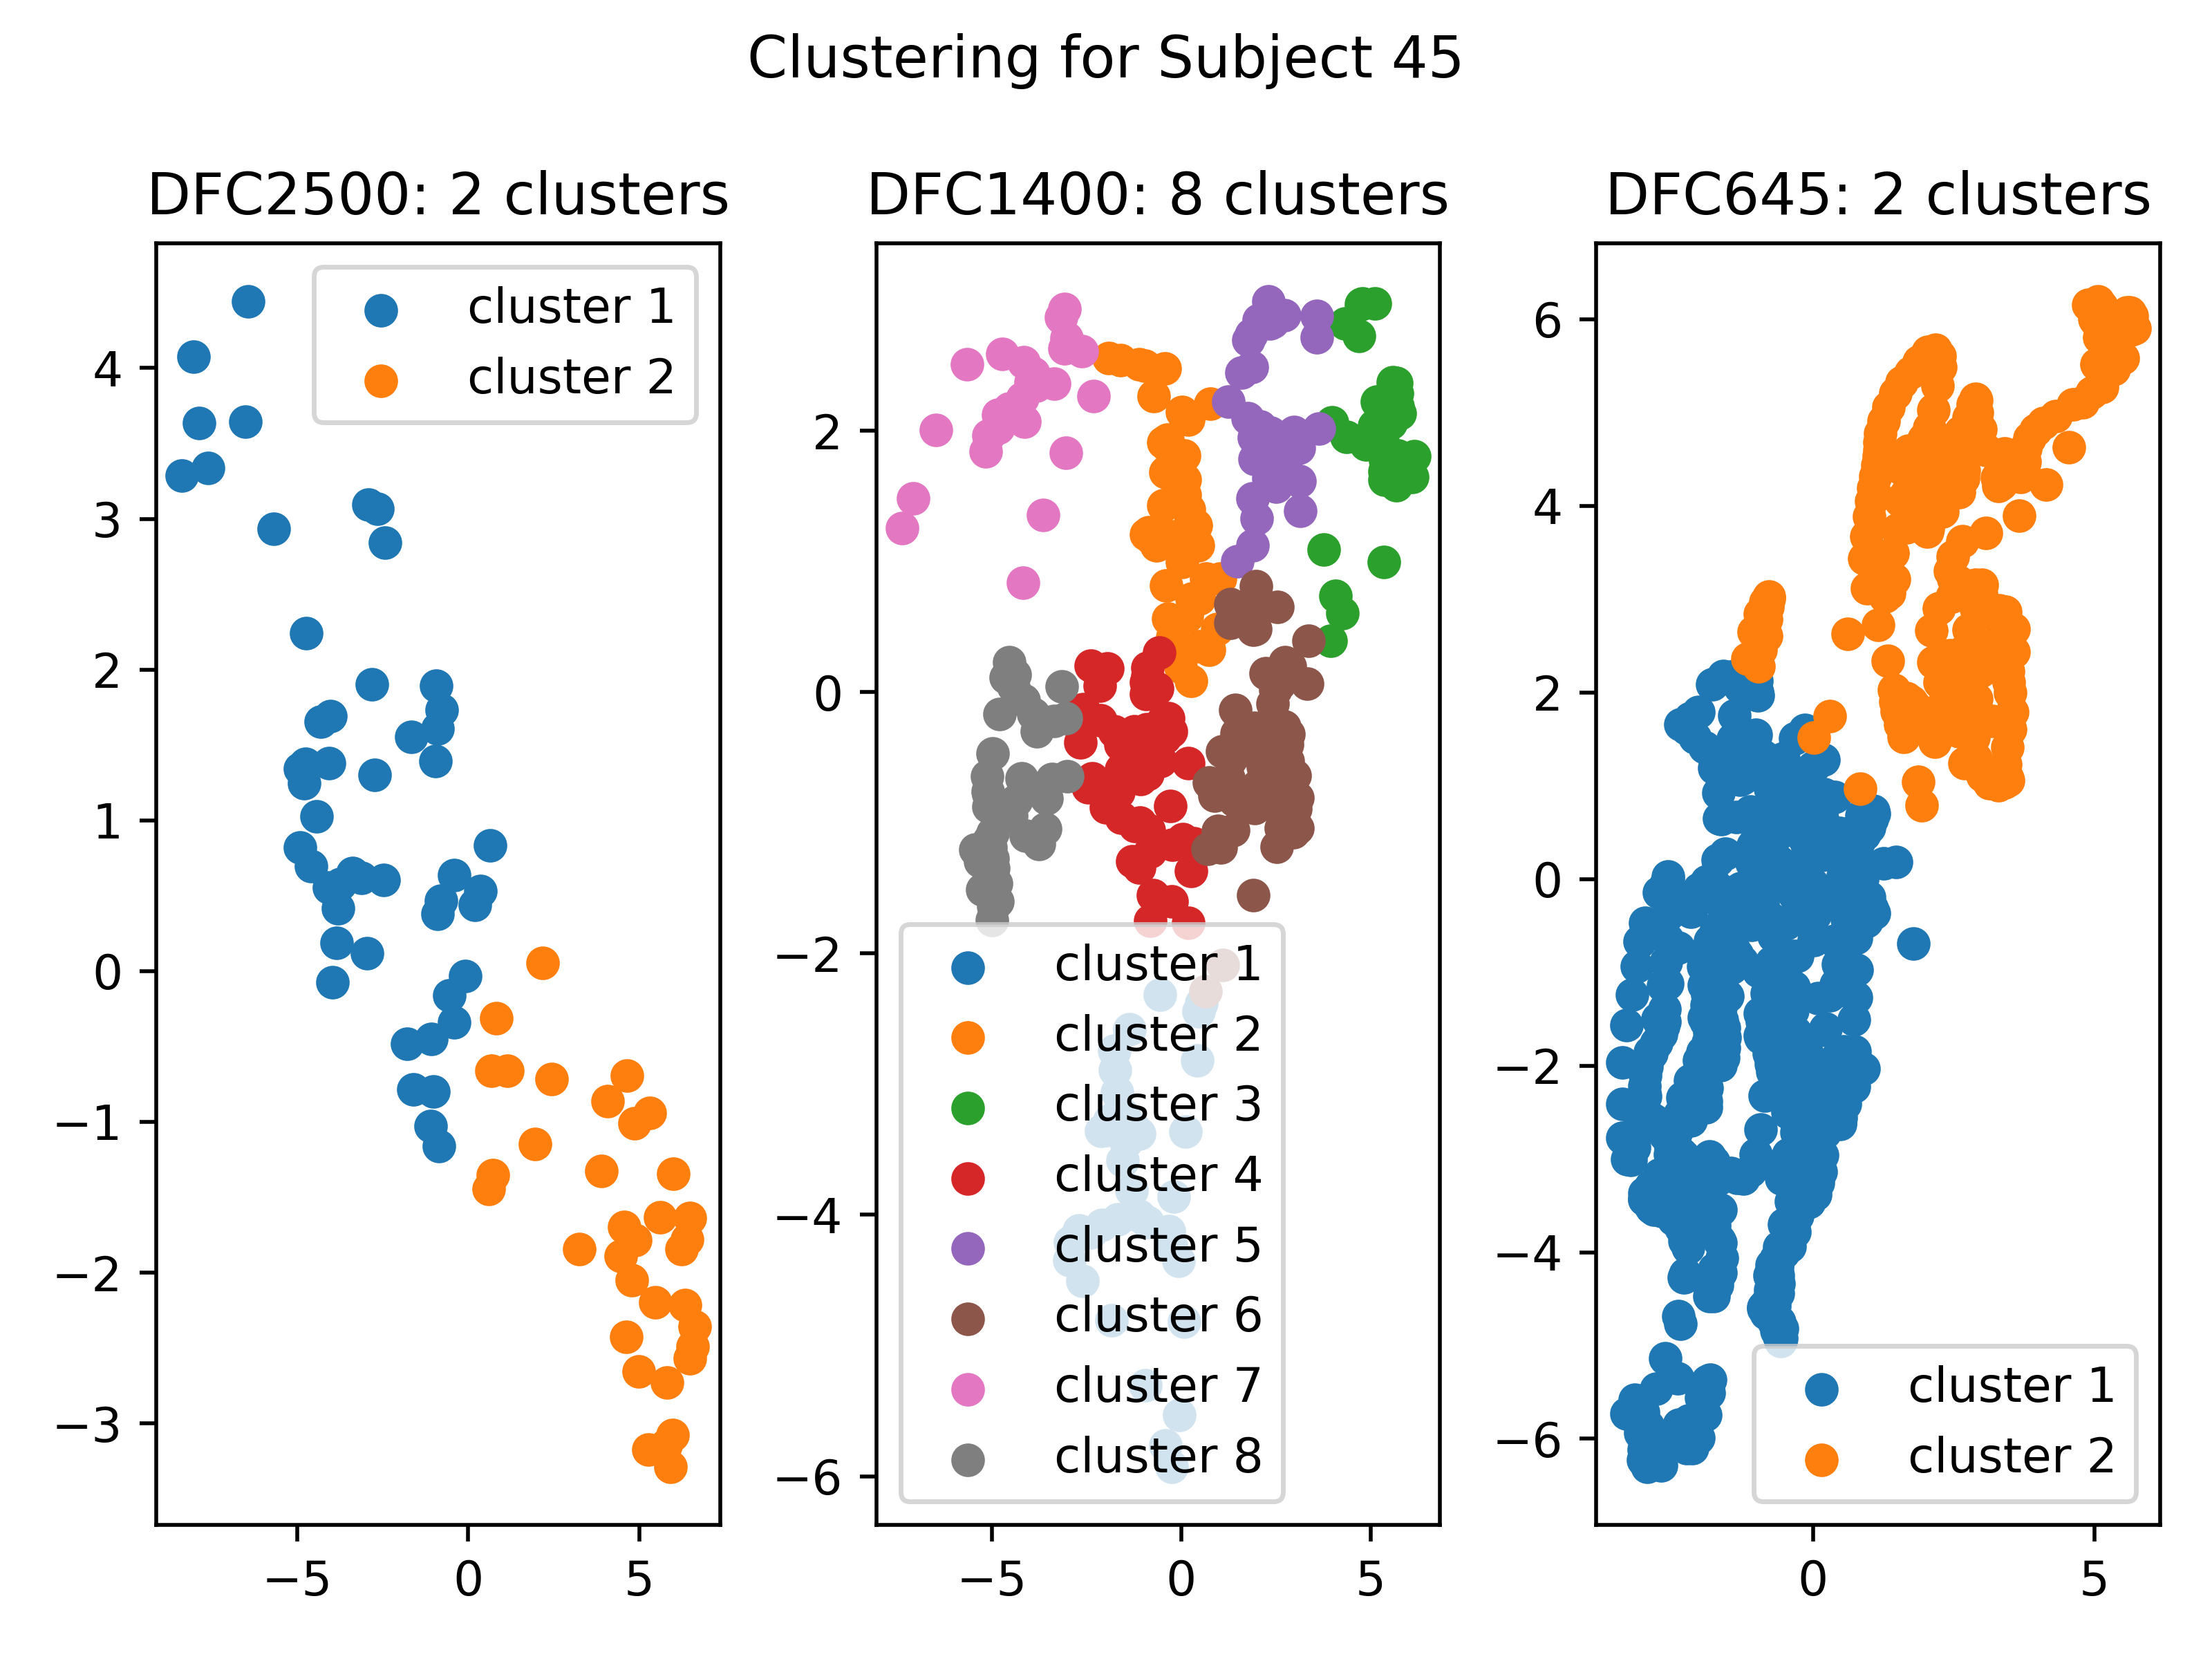 Clustering for Subject 45
DFC2500: 2 clusters
4
3
2
1
0
−1
−2
−3
−5
0
5
cluster 1
cluster 2
DFC1400: 8 clusters
2
0
−2
−4
−6
−5
0
5
cluster 1
cluster 2
cluster 3
cluster 4
cluster 5
cluster 6
cluster 7
cluster 8
DFC645: 2 clusters
6
4
2
0
−2
−4
−6
0
5
cluster 1
cluster 2